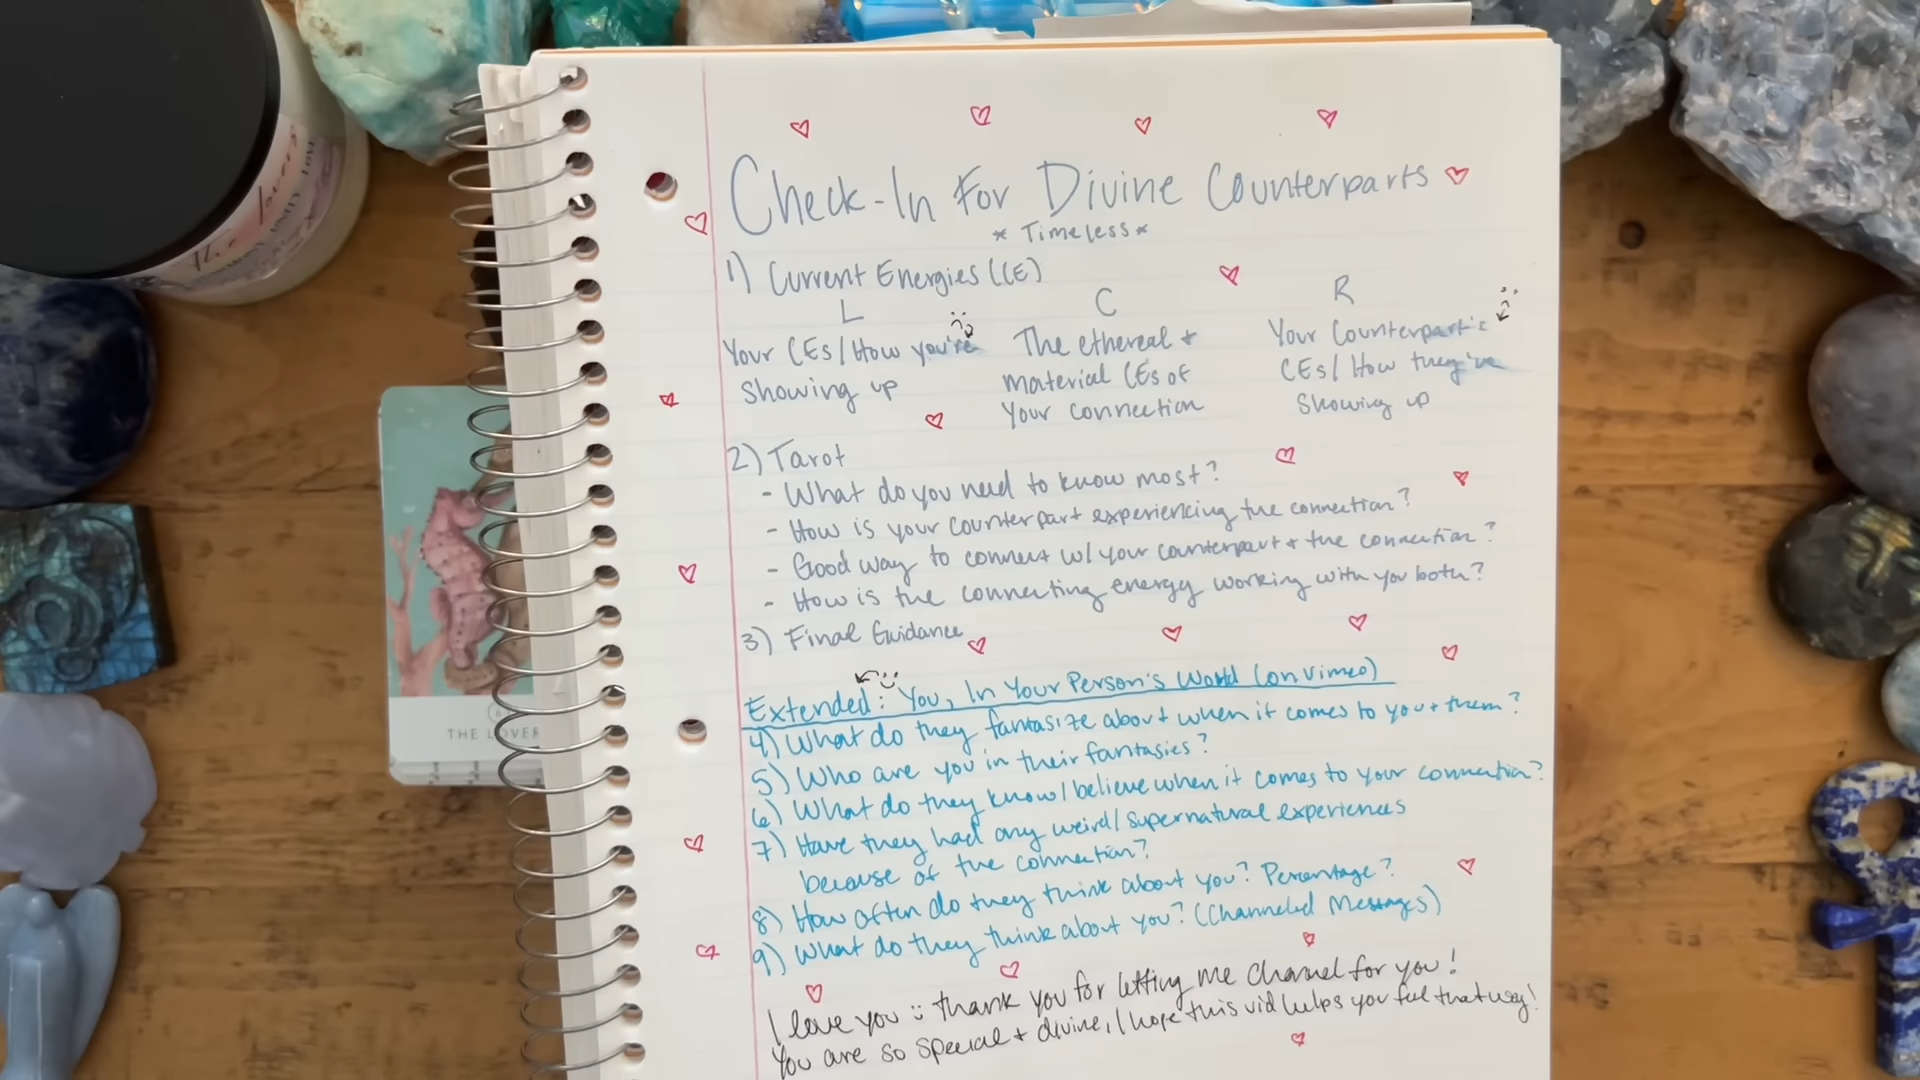 Check-In For Divine Counterparts
* Timeless *
1) Current Energies (CE)
L
Your CEs / How you're
showing up
C
The ethereal +
material CEs of
your connection
R
Your Counterpart's
CEs / How they're
showing up
2) Tarot
- What do you need to know most?
- How is your counterpart experiencing the connection?
- Good way to connect w/ your counterpart + the connection?
- How is the connecting energy working with you both?
3) Final Guidance
Extended: You, In Your Person's World (on Vimeo)
4) What do they fantasize about when it comes to you + them?
5) Who are you in their fantasies?
6) What do they know / believe when it comes to your connection?
7) Have they had any weird / supernatural experiences
because of the connection?
8) How often do they think about you? Percentage?
9) What do they think about you? (Channeled Messages)
I love you :) thank you for letting me channel for you!
You are so special + divine, I hope this vid helps you feel that way!
The Lovers
THE LOVER